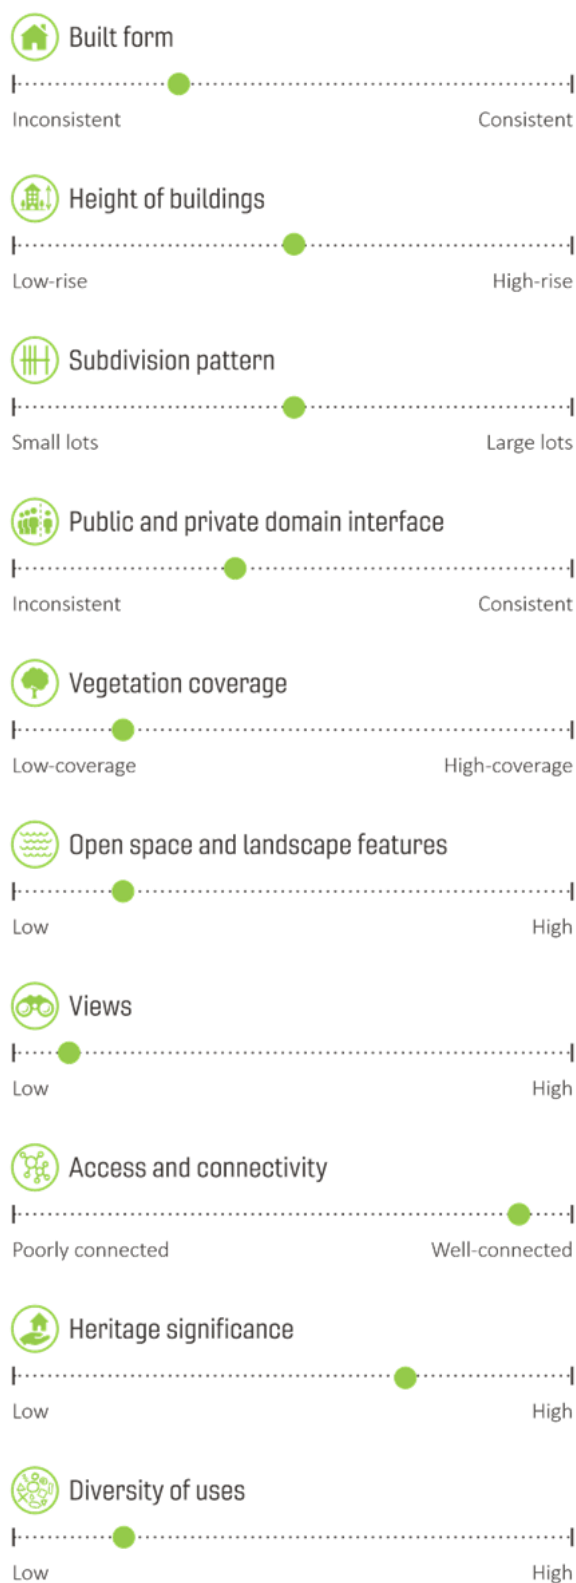 Built form
Inconsistent Consistent
Height of buildings
Low-rise High-rise
Subdivision pattern
Small lots Large lots
Public and private domain interface
Inconsistent Consistent
Vegetation coverage
Low-coverage High-coverage
Open space and landscape features
Low High
Views
Low High
Access and connectivity
Poorly connected Well-connected
Heritage significance
Low High
Diversity of uses
Low High